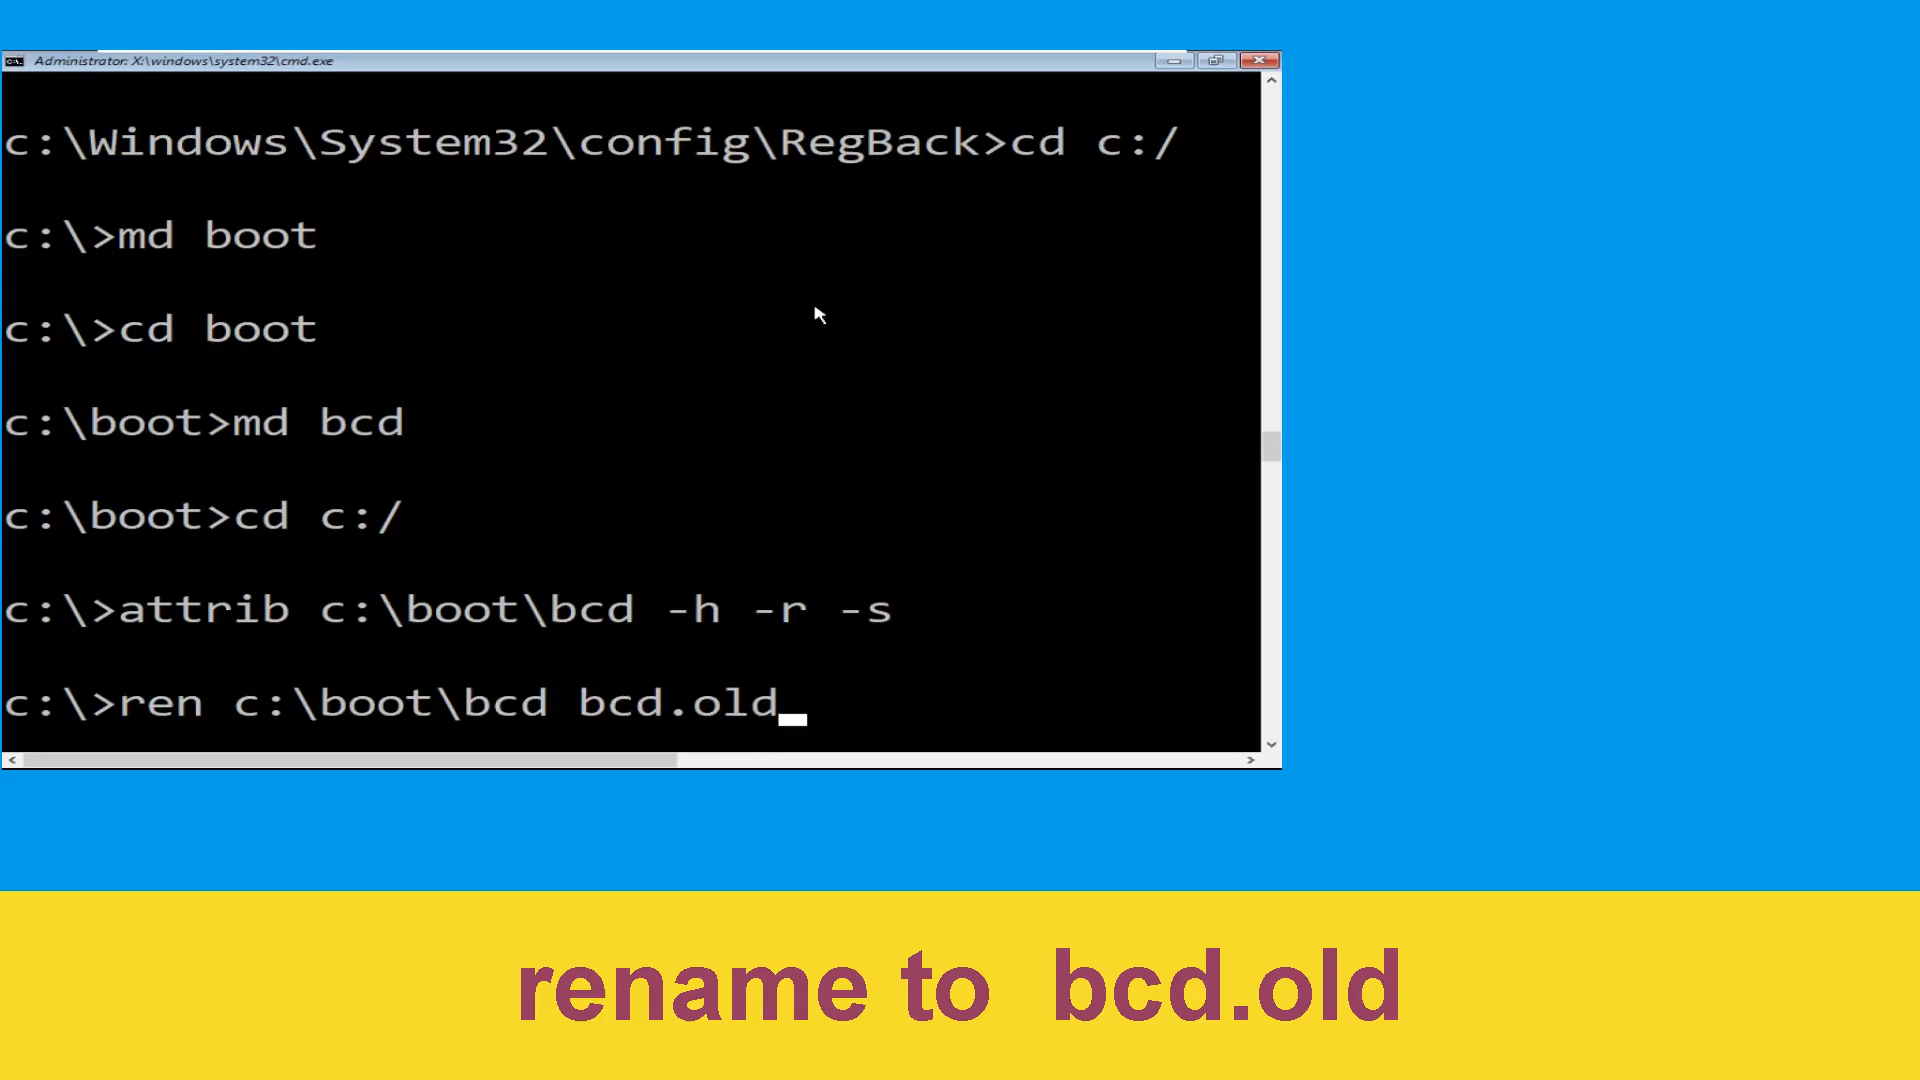 Administrator: X:\windows\system32\cmd.exe
c:\Windows\System32\config\RegBack>cd c:/
c:\>md boot
c:\>cd boot
c:\boot>md bcd
c:\boot>cd c:/
c:\>attrib c:\boot\bcd -h -r -s
c:\>ren c:\boot\bcd bcd.old
rename to bcd.old